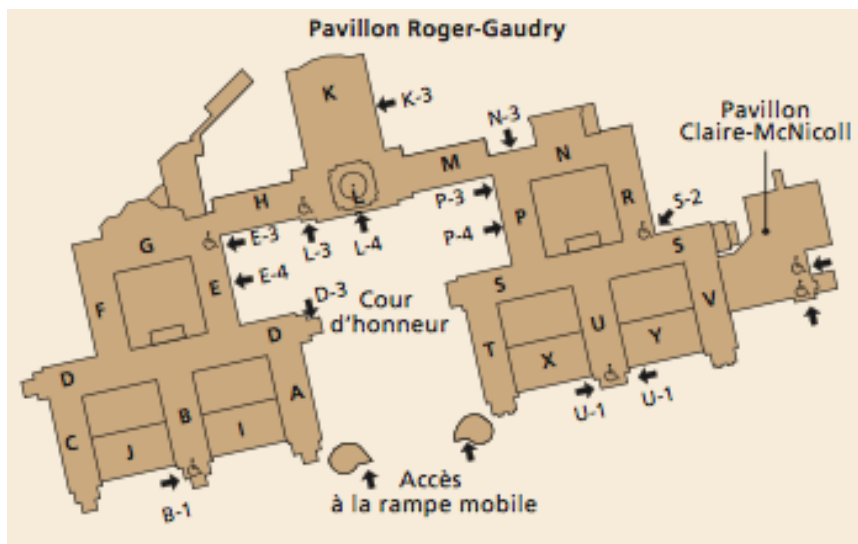 Pavillon Roger-Gaudry
K
K-3
N-3
Pavillon
Claire-McNicoll
M
N
H
L
P-3
P
R
S-2
G
E-3
L-3
L-4
P-4
S
F
E
E-4
D-3
Cour
d'honneur
S
V
D
D
T
U
X
Y
A
C
B
J
I
U-1
U-1
B-1
Accès
à la rampe mobile